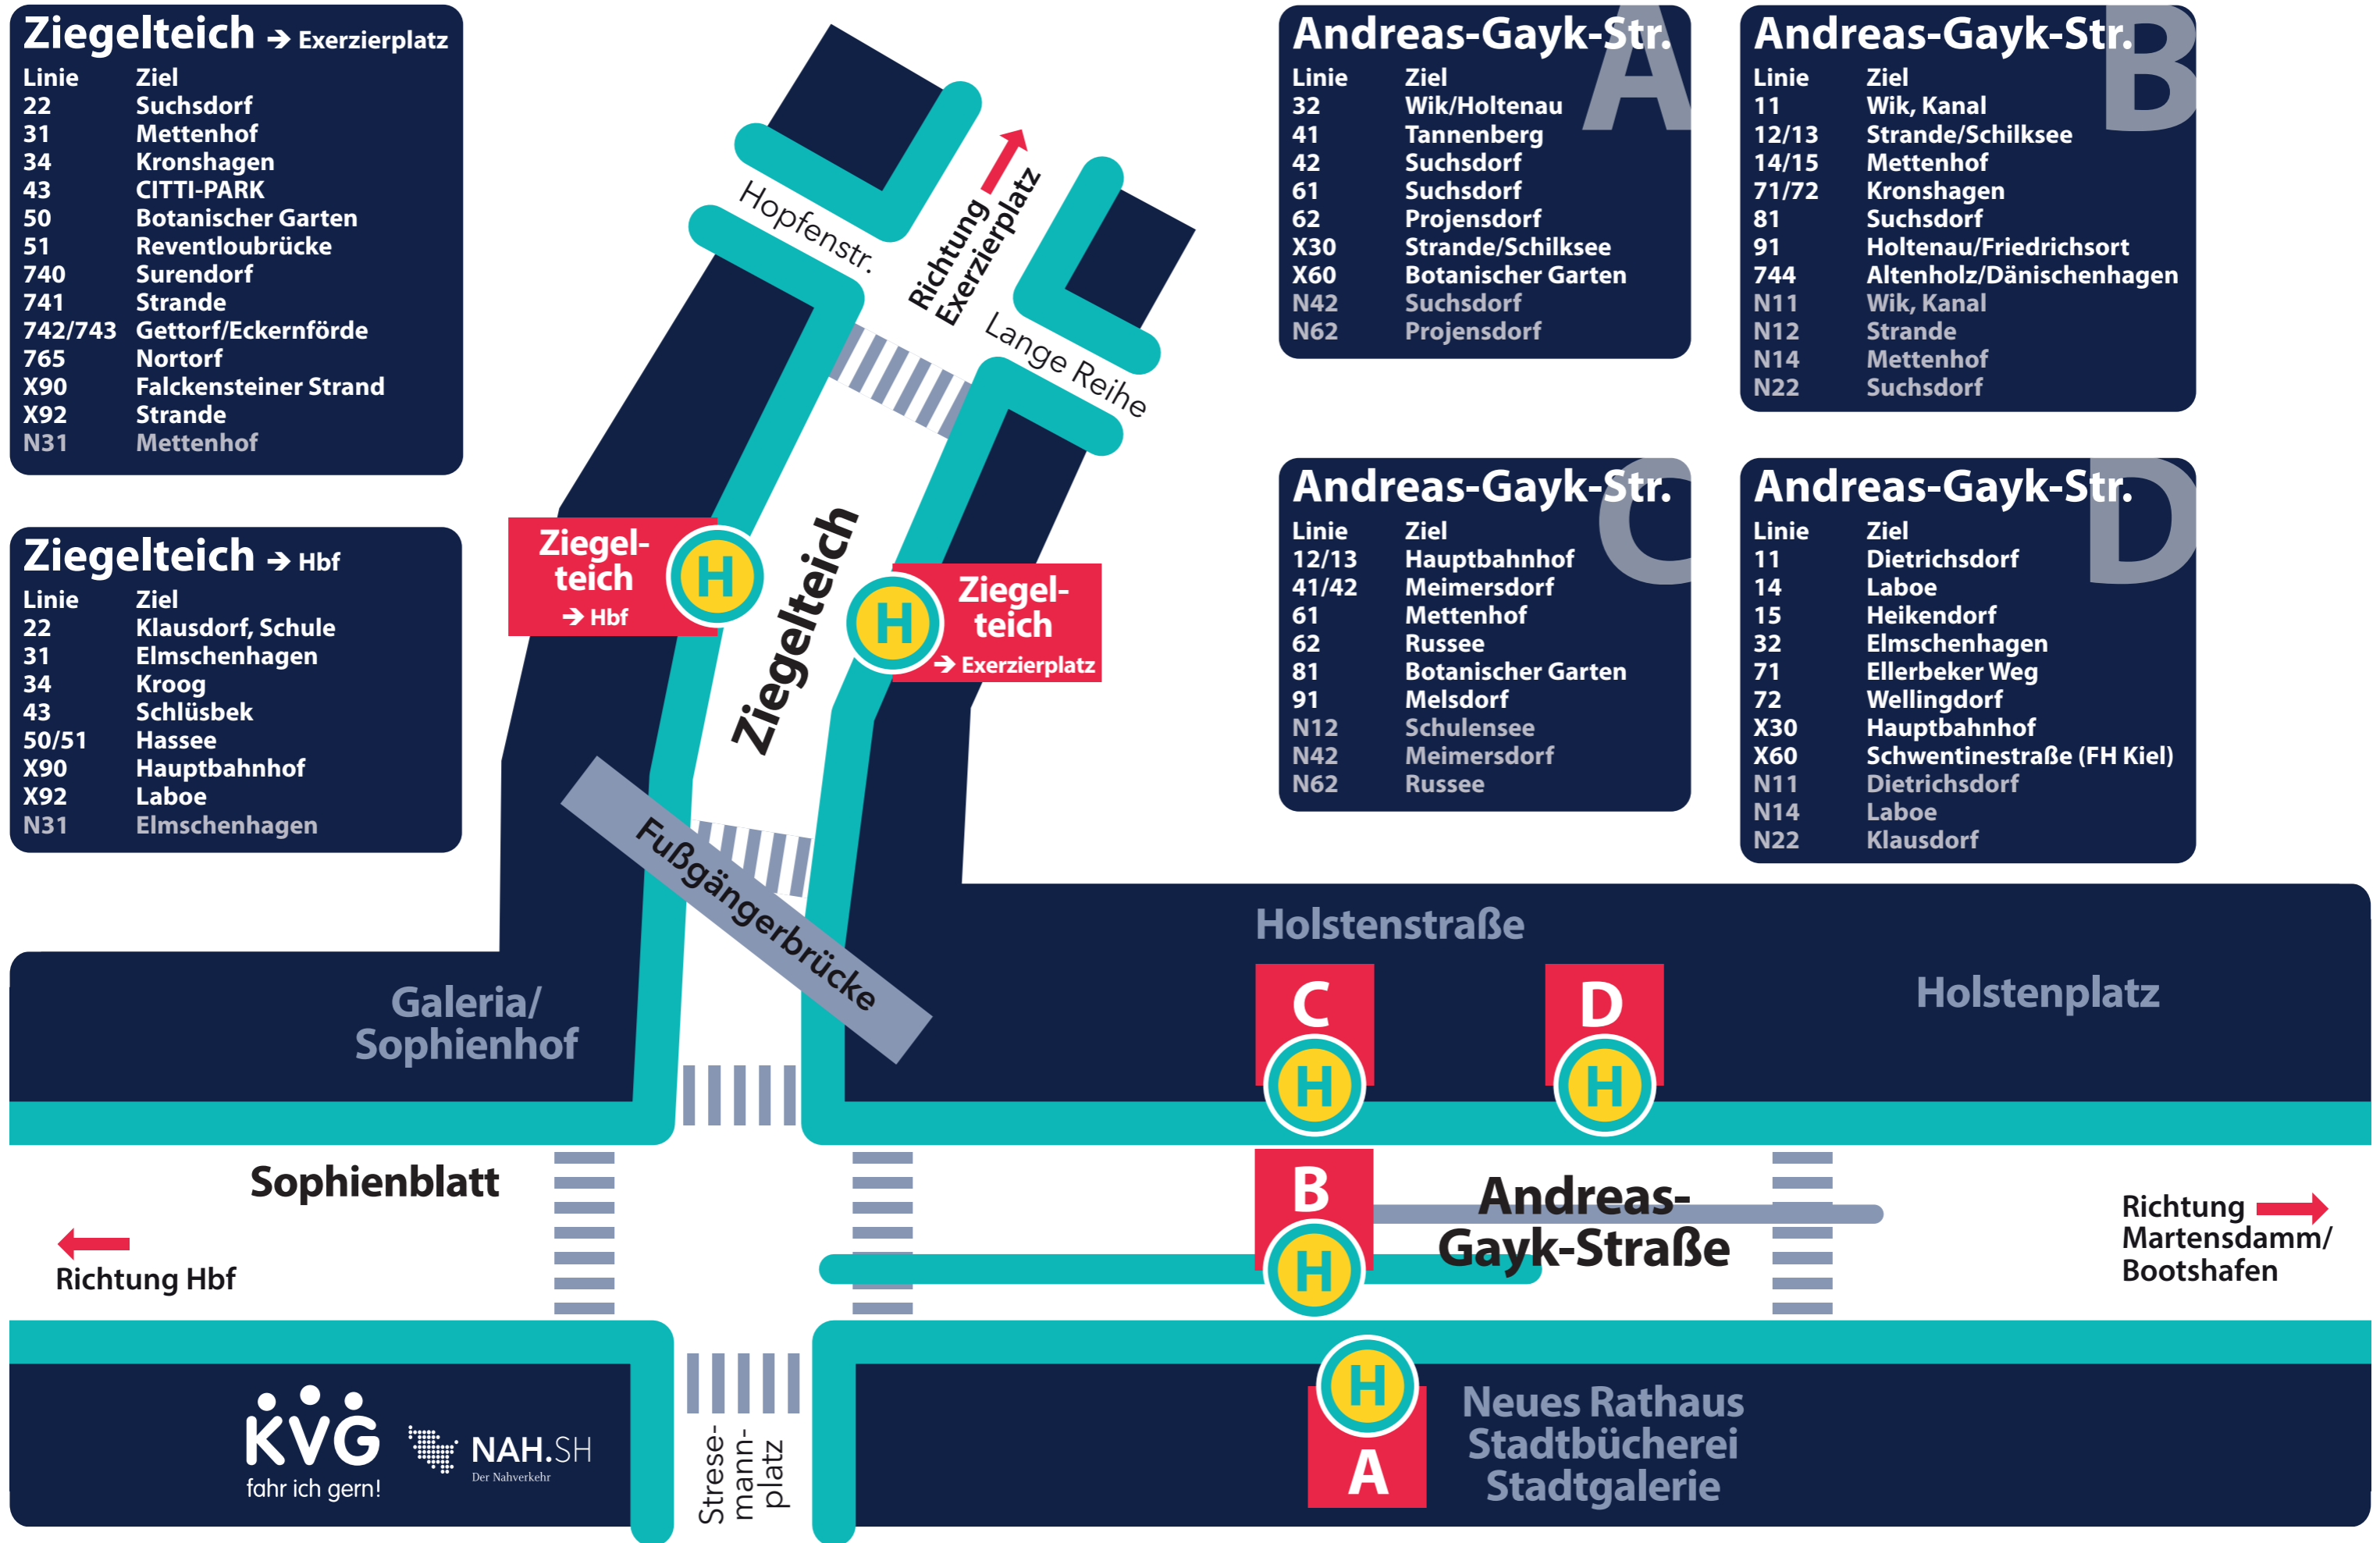 Ziegelteich ➔ Exerzierplatz
Linie Ziel
22 Suchsdorf
31 Mettenhof
34 Kronshagen
43 CITTI-PARK
50 Botanischer Garten
51 Reventloubrücke
740 Surendorf
741 Strande
742/743 Gettorf/Eckernförde
765 Nortorf
X90 Falckensteiner Strand
X92 Strande
N31 Mettenhof
Ziegelteich ➔ Hbf
Linie Ziel
22 Klausdorf, Schule
31 Elmschenhagen
34 Kroog
43 Schlüsbek
50/51 Hassee
X90 Hauptbahnhof
X92 Laboe
N31 Elmschenhagen
Andreas-Gayk-Str.
A
Linie Ziel
32 Wik/Holtenau
41 Tannenberg
42 Suchsdorf
61 Suchsdorf
62 Projensdorf
X30 Strande/Schilksee
X60 Botanischer Garten
N42 Suchsdorf
N62 Projensdorf
Andreas-Gayk-Str.
B
Linie Ziel
11 Wik, Kanal
12/13 Strande/Schilksee
14/15 Mettenhof
71/72 Kronshagen
81 Suchsdorf
91 Holtenau/Friedrichsort
744 Altenholz/Dänischenhagen
N11 Wik, Kanal
N12 Strande
N14 Mettenhof
N22 Suchsdorf
Andreas-Gayk-Str.
C
Linie Ziel
12/13 Hauptbahnhof
41/42 Meimersdorf
61 Mettenhof
62 Russee
81 Botanischer Garten
91 Melsdorf
N12 Schulensee
N42 Meimersdorf
N62 Russee
Andreas-Gayk-Str.
D
Linie Ziel
11 Dietrichsdorf
14 Laboe
15 Heikendorf
32 Elmschenhagen
71 Ellerbeker Weg
72 Wellingdorf
X30 Hauptbahnhof
X60 Schwentinestraße (FH Kiel)
N11 Dietrichsdorf
N14 Laboe
N22 Klausdorf
Hopfenstr.
Richtung
Exerzierplatz
Lange Reihe
Ziegel-
teich
➔ Hbf
H
Ziegelteich
H
Ziegel-
teich
➔ Exerzierplatz
Fußgängerbrücke
Galeria/
Sophienhof
Holstenstraße
Holstenplatz
C
H
D
H
Sophienblatt
Richtung Hbf
B
H
Andreas-
Gayk-Straße
Richtung
Martensdamm/
Bootshafen
H
A
Neues Rathaus
Stadtbücherei
Stadtgalerie
Strese-
mann-
platz
KVG
fahr ich gern!
NAH.SH
Der Nahverkehr